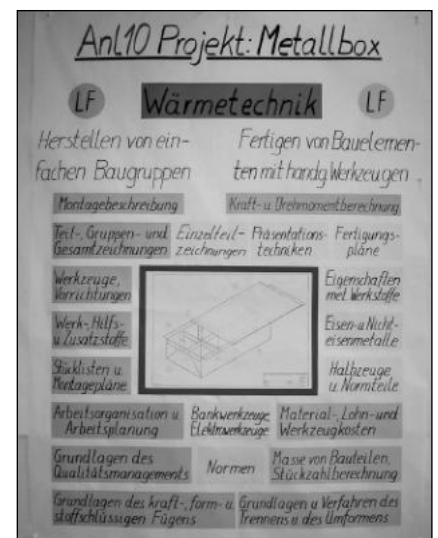 Anl10 Projekt: Metallbox
LF Wärmetechnik LF
Herstellen von ein-
fachen Baugruppen
Fertigen von Bauelemen-
ten mit handg. Werkzeugen
Montagebeschreibung
Kraft- u. Drehmomentberechnung
Teil-, Gruppen- und
Gesamtzeichnungen
Einzelteil-
zeichnungen
Präsentations-
techniken
Fertigungs-
pläne
Werkzeuge,
Vorrichtungen
Eigenschaften
met. Werkstoffe
Werk-, Hilfs-
u. Zusatzstoffe
Eisen- u. Nicht-
eisenmetalle
Stücklisten u.
Montagepläne
Halbzeuge
u. Normteile
Arbeitsorganisation u.
Arbeitsplanung
Bankwerkzeuge
Elektrowerkzeuge
Material-, Lohn- und
Werkzeugkosten
Grundlagen des
Qualitätsmanagements
Normen
Masse von Bauteilen,
Stückzahlberechnung
Grundlagen des kraft-, form- u.
stoffschlüssigen Fügens
Grundlagen u. Verfahren des
Trennens u. des Umformens